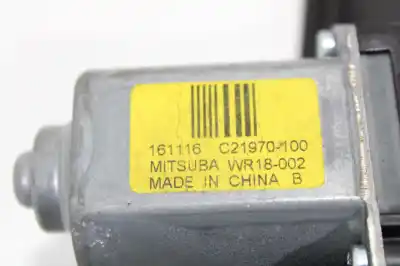 161116 C21970-100
MITSUBA WR18-002
MADE IN CHINA B